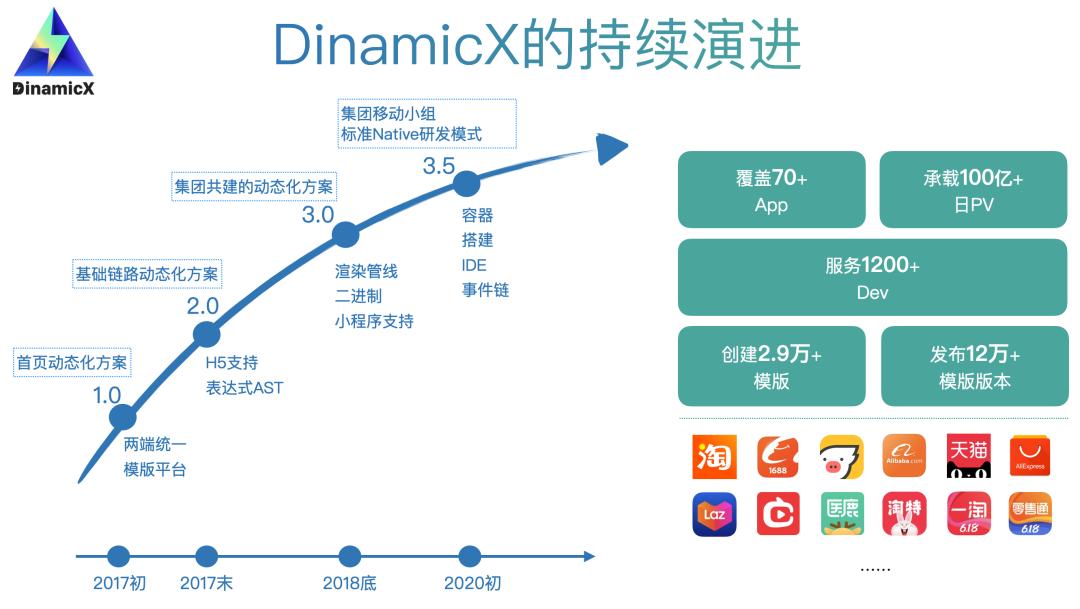 DinamicX
DinamicX的持续演进
集团移动小组
标准Native研发模式
3.5
集团共建的动态化方案
3.0
容器
搭建
IDE
事件链
基础链路动态化方案
2.0
渲染管线
二进制
小程序支持
首页动态化方案
1.0
H5支持
表达式AST
两端统一
模版平台
2017初
2017末
2018底
2020初
覆盖70+
App
承载100亿+
日PV
服务1200+
Dev
创建2.9万+
模版
发布12万+
模版版本
淘
1688
Alibaba.com
天猫
AliExpress
Laz
医鹿
淘特
一淘
6.18
零售通
6.18
......